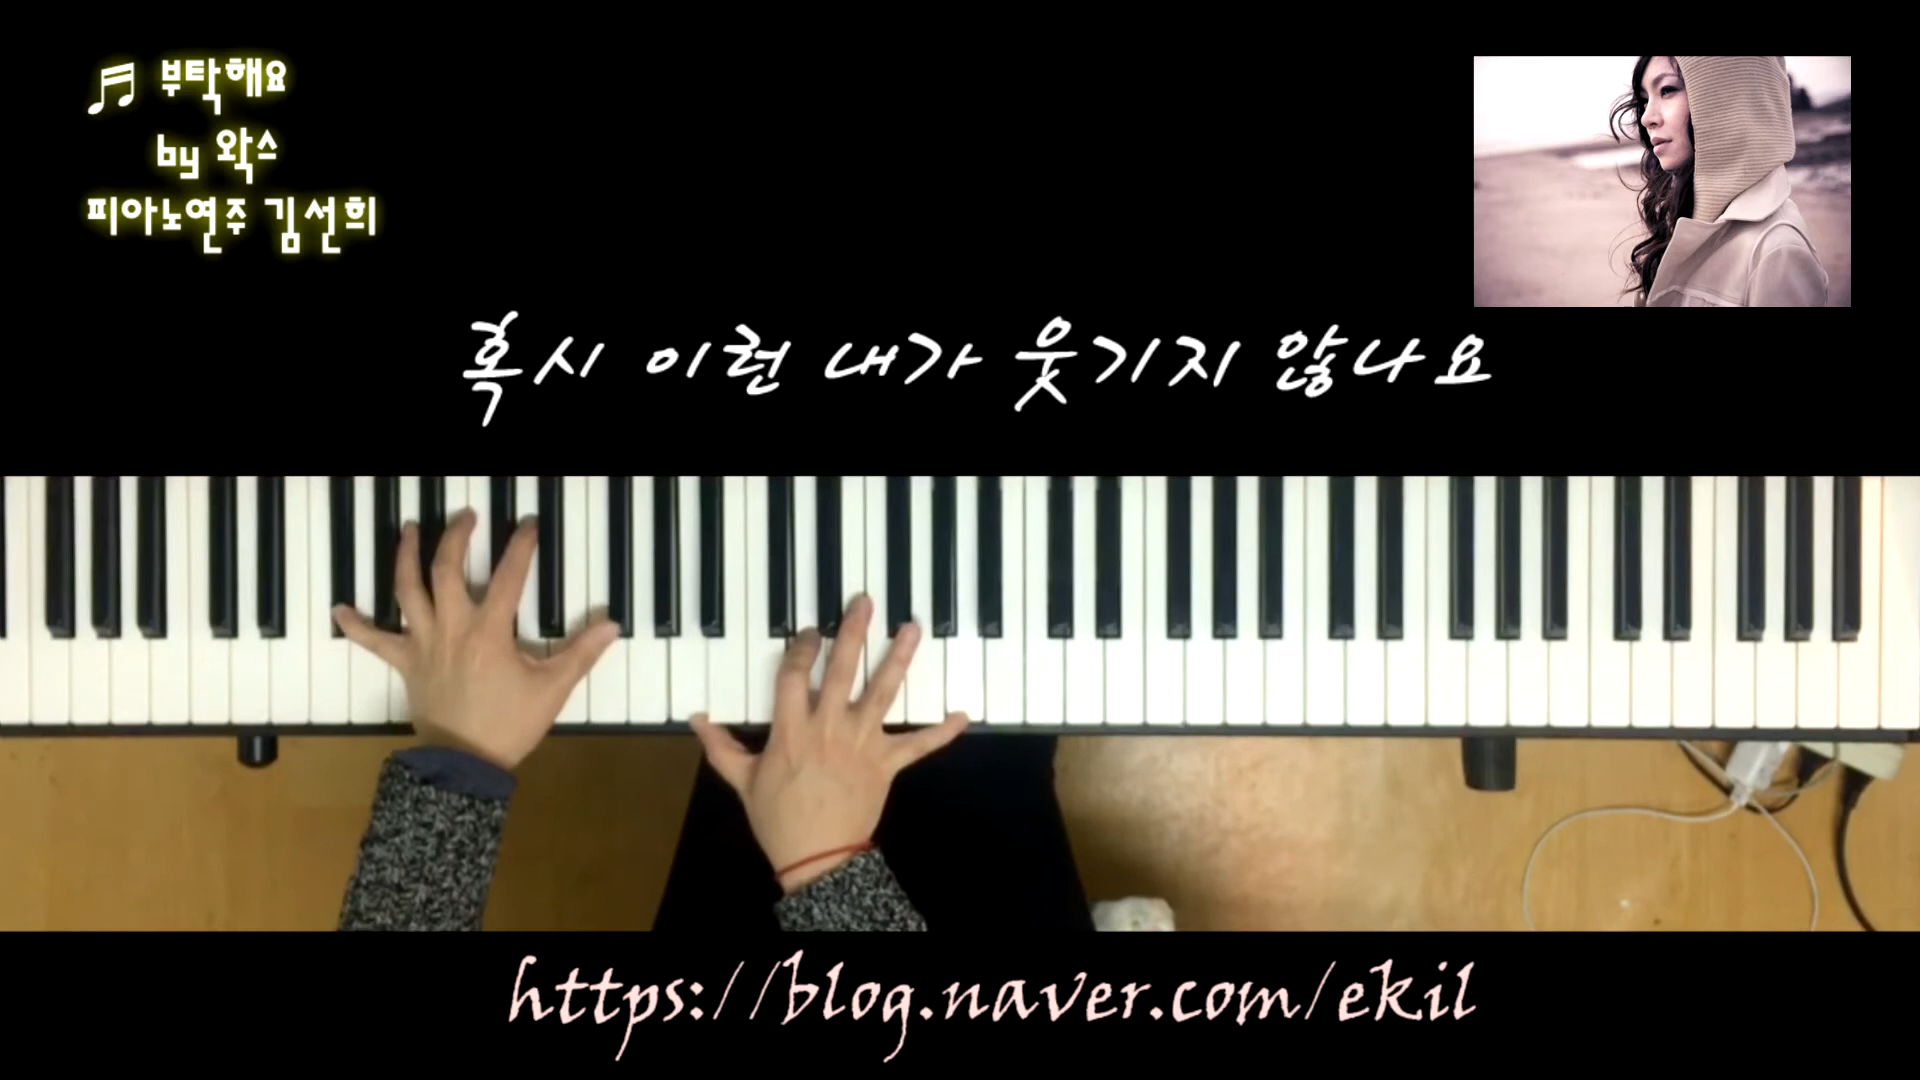 ♬ 부탁해요
by 왁스
피아노연주 김선희
혹시 이런 내가 웃기지 않나요
https://blog.naver.com/ekil